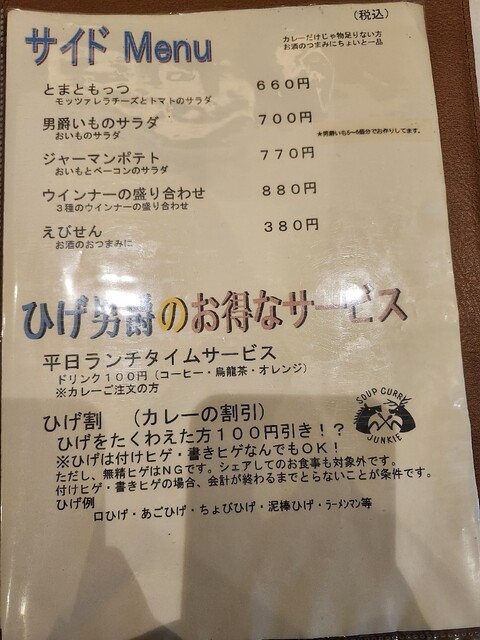 （税込）
サイド Menu
カレーだけじゃ物足りない方
お酒のつまみにちょいと一品
とまともっつ 660円
モッツァレラチーズとトマトのサラダ
男爵いものサラダ 700円
おいものサラダ
★男爵いも5～6個分でお作りしてます。
ジャーマンポテト 770円
おいもとベーコンのサラダ
ウインナーの盛り合わせ 880円
3種のウインナーの盛り合わせ
えびせん 380円
お酒のおつまみに
ひげ男爵のお得なサービス
平日ランチタイムサービス
ドリンク100円（コーヒー・烏龍茶・オレンジ）
※カレーご注文の方
SOUP CURRY
JUNKIE
ひげ割 （カレーの割引）
ひげをたくわえた方100円引き！？
※ひげは付けヒゲ・書きヒゲなんでもOK！
ただし、無精ヒゲはNGです。シェアしてのお食事も対象外です。
付けヒゲ・書きヒゲの場合、会計が終わるまでとらないことが条件です。
ひげ例
口ひげ・あごひげ・ちょびひげ・泥棒ひげ・ラーメンマン等